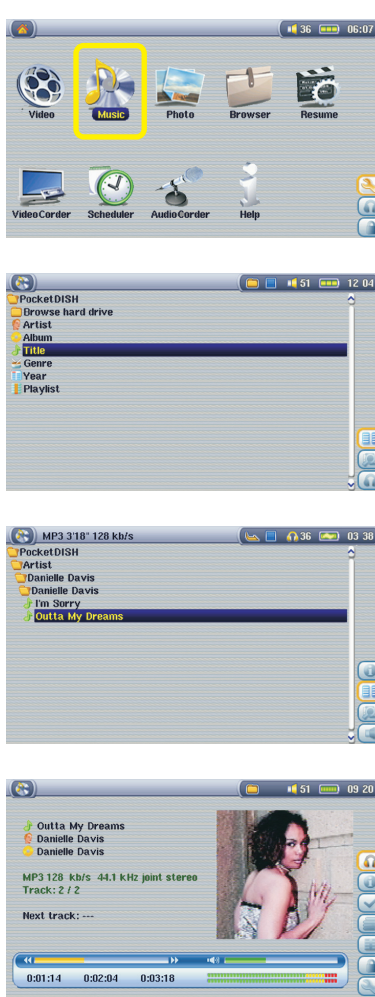 36 06:07
Video Music Photo Browser Resume
VideoCorder Scheduler AudioCorder Help
51 12 04
PocketDISH
Browse hard drive
Artist
Album
Title
Genre
Year
Playlist
MP3 3'18" 128 kb/s 36 03 38
PocketDISH
Artist
Danielle Davis
Danielle Davis
I'm Sorry
Outta My Dreams
51 09 20
Outta My Dreams
Danielle Davis
Danielle Davis
MP3 128 kb/s 44.1 kHz joint stereo
Track: 2 / 2
Next track: ---
0:01:14 0:02:04 0:03:18